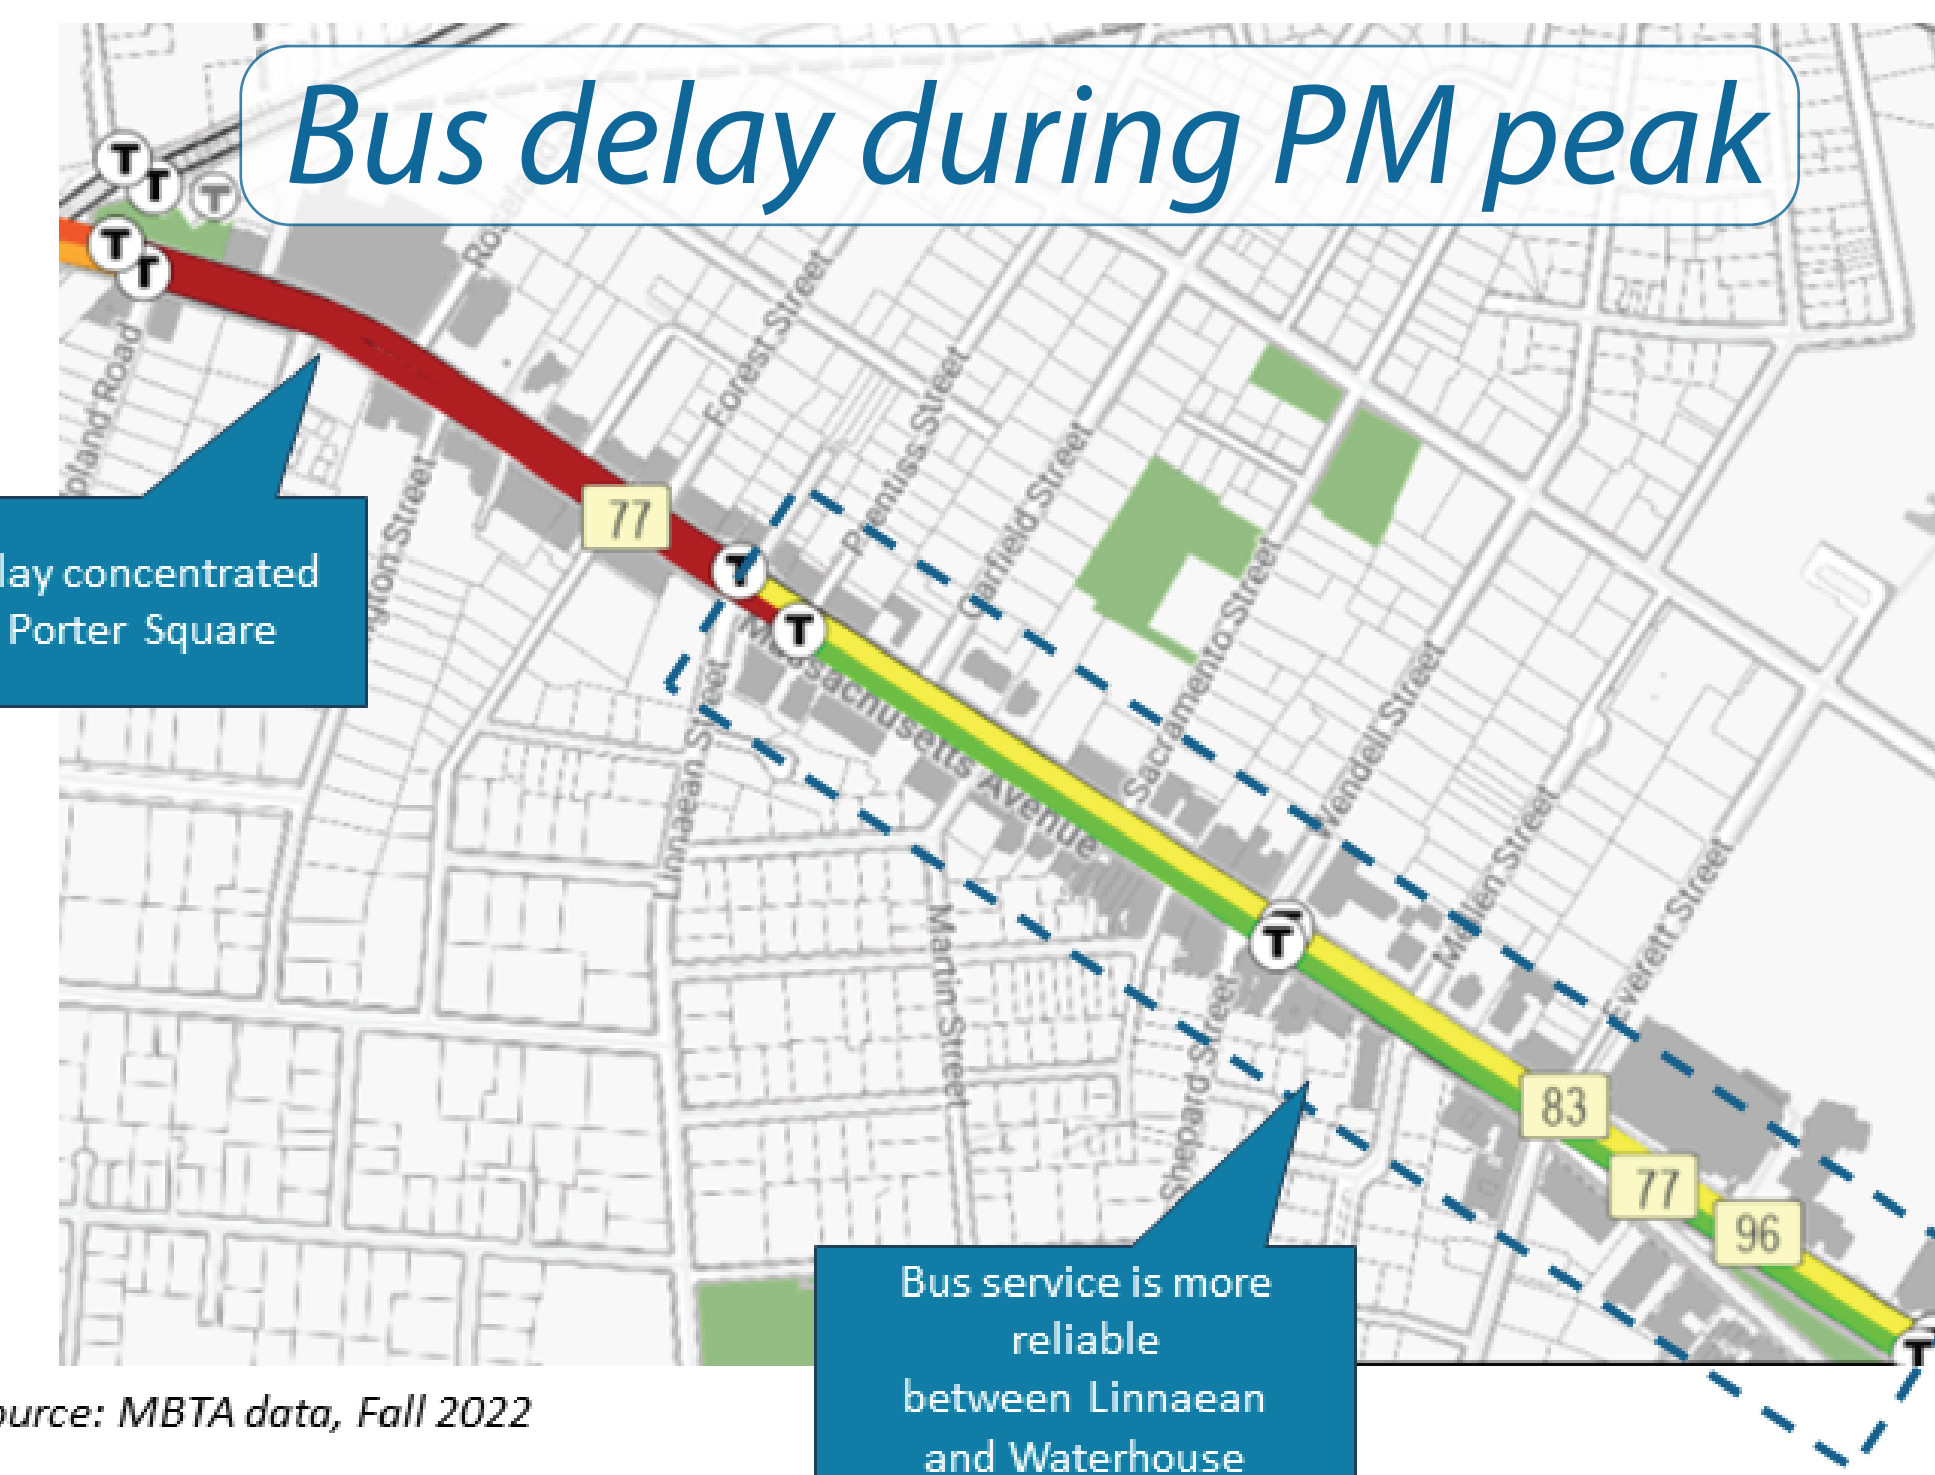 Bus delay during PM peak
T
T
T
T
T
Forest Street
Prentiss Street
Garfield Street
77
lay concentrated
Porter Square
T
T
Massachusetts Avenue
Linnaean Street
Sacramento Street
Wendell Street
Martin Street
Shepard Street
T
Mellen Street
Everett Street
83
77
96
T
Bus service is more
reliable
between Linnaean
and Waterhouse
ource: MBTA data, Fall 2022